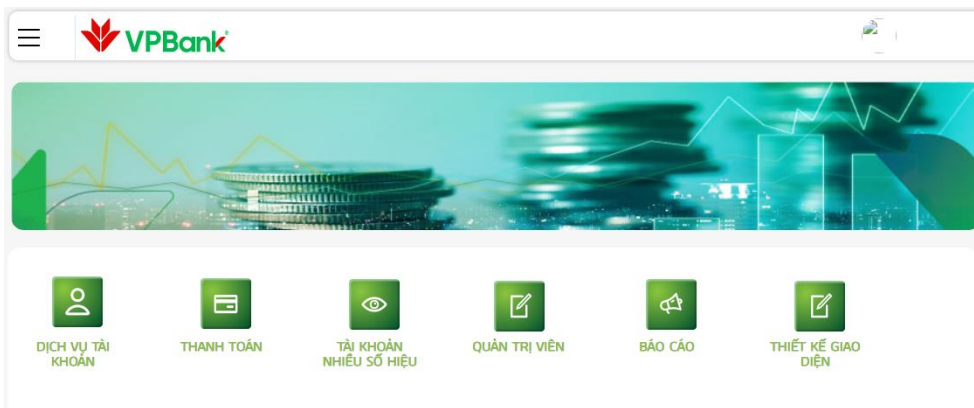 VPBank
DỊCH VỤ TÀI
KHOẢN
THANH TOÁN
TÀI KHOẢN
NHIỀU SỐ HIỆU
QUẢN TRỊ VIÊN
BÁO CÁO
THIẾT KẾ GIAO
DIỆN